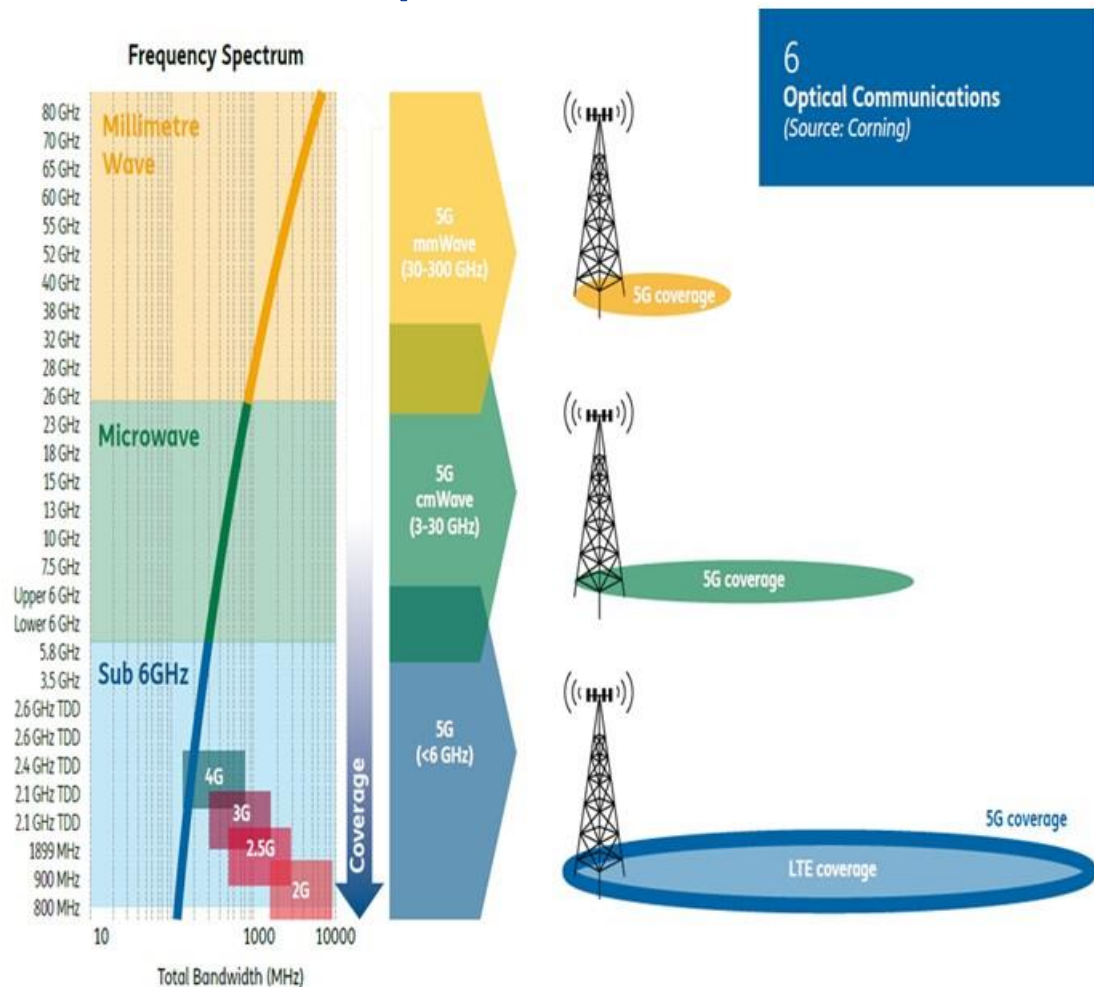 Frequency Spectrum
6
Optical Communications
(Source: Corning)
80 GHz
70 GHz
65 GHz
60 GHz
55 GHz
52 GHz
40 GHz
38 GHz
32 GHz
28 GHz
26 GHz
23 GHz
18 GHz
15 GHz
13 GHz
10 GHz
7.5 GHz
Upper 6 GHz
Lower 6 GHz
5.8 GHz
3.5 GHz
2.6 GHz TDD
2.6 GHz TDD
2.4 GHz TDD
2.1 GHz TDD
2.1 GHz TDD
1899 MHz
900 MHz
800 MHz
Millimetre
Wave
Microwave
Sub 6GHz
4G
3G
2.5G
2G
10
1000
10000
Total Bandwidth (MHz)
Coverage
5G
mmWave
(30-300 GHz)
5G
cmWave
(3-30 GHz)
5G
(<6 GHz)
5G coverage
5G coverage
5G coverage
LTE coverage